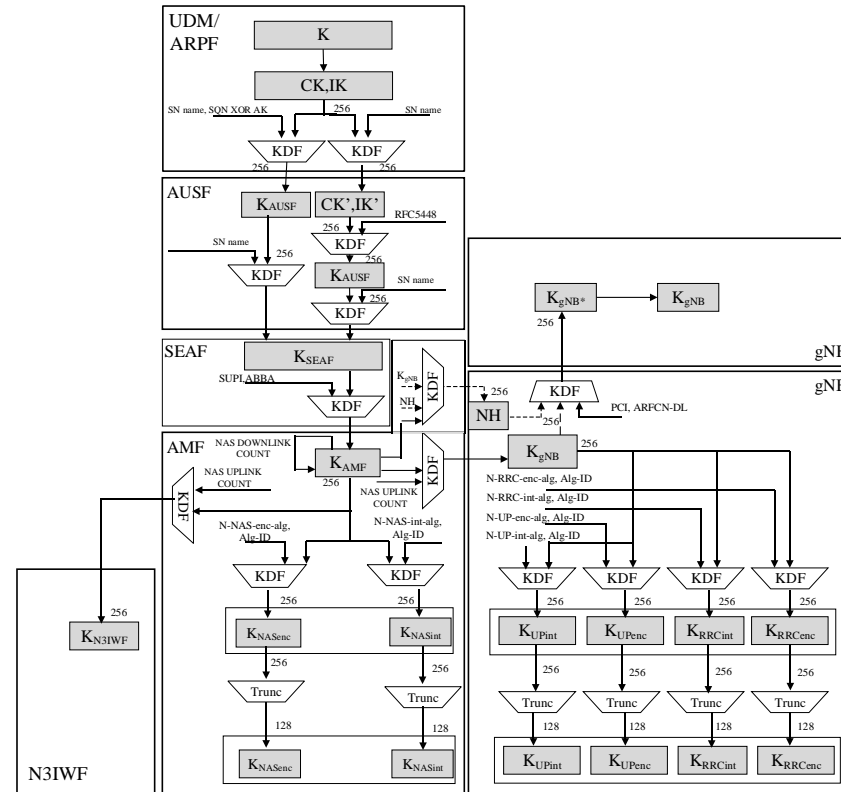 UDM/
ARPF
K
CK,IK
SN name, SQN XOR AK
256
SN name
KDF
KDF
256
256
AUSF
KAUSF
CK',IK'
256
RFC5448
KDF
SN name
256
256
KDF
KAUSF
SN name
256
KDF
KgNB*
KgNB
256
gN
SEAF
KSEAF
SUPI,ABBA
KDF
KgNB
NH
KDF
256
NH
KDF
256
PCI, ARFCN-DL
gN
AMF
NAS DOWNLINK
COUNT
KAMF
256
KDF
NAS UPLINK
COUNT
KgNB
256
NAS UPLINK
COUNT
KDF
N-RRC-enc-alg, Alg-ID
N-RRC-int-alg, Alg-ID
N-UP-enc-alg, Alg-ID
N-UP-int-alg, Alg-ID
N-NAS-enc-alg,
Alg-ID
N-NAS-int-alg,
Alg-ID
KDF
KDF
KDF
KDF
KDF
KDF
256
256
256
256
256
256
256
KN3IWF
KNASenc
KNASint
KUPint
KUPenc
KRRCint
KRRCenc
256
256
256
256
256
256
Trunc
Trunc
Trunc
Trunc
Trunc
Trunc
128
128
128
128
128
128
KNASenc
KNASint
KUPint
KUPenc
KRRCint
KRRCenc
N3IWF